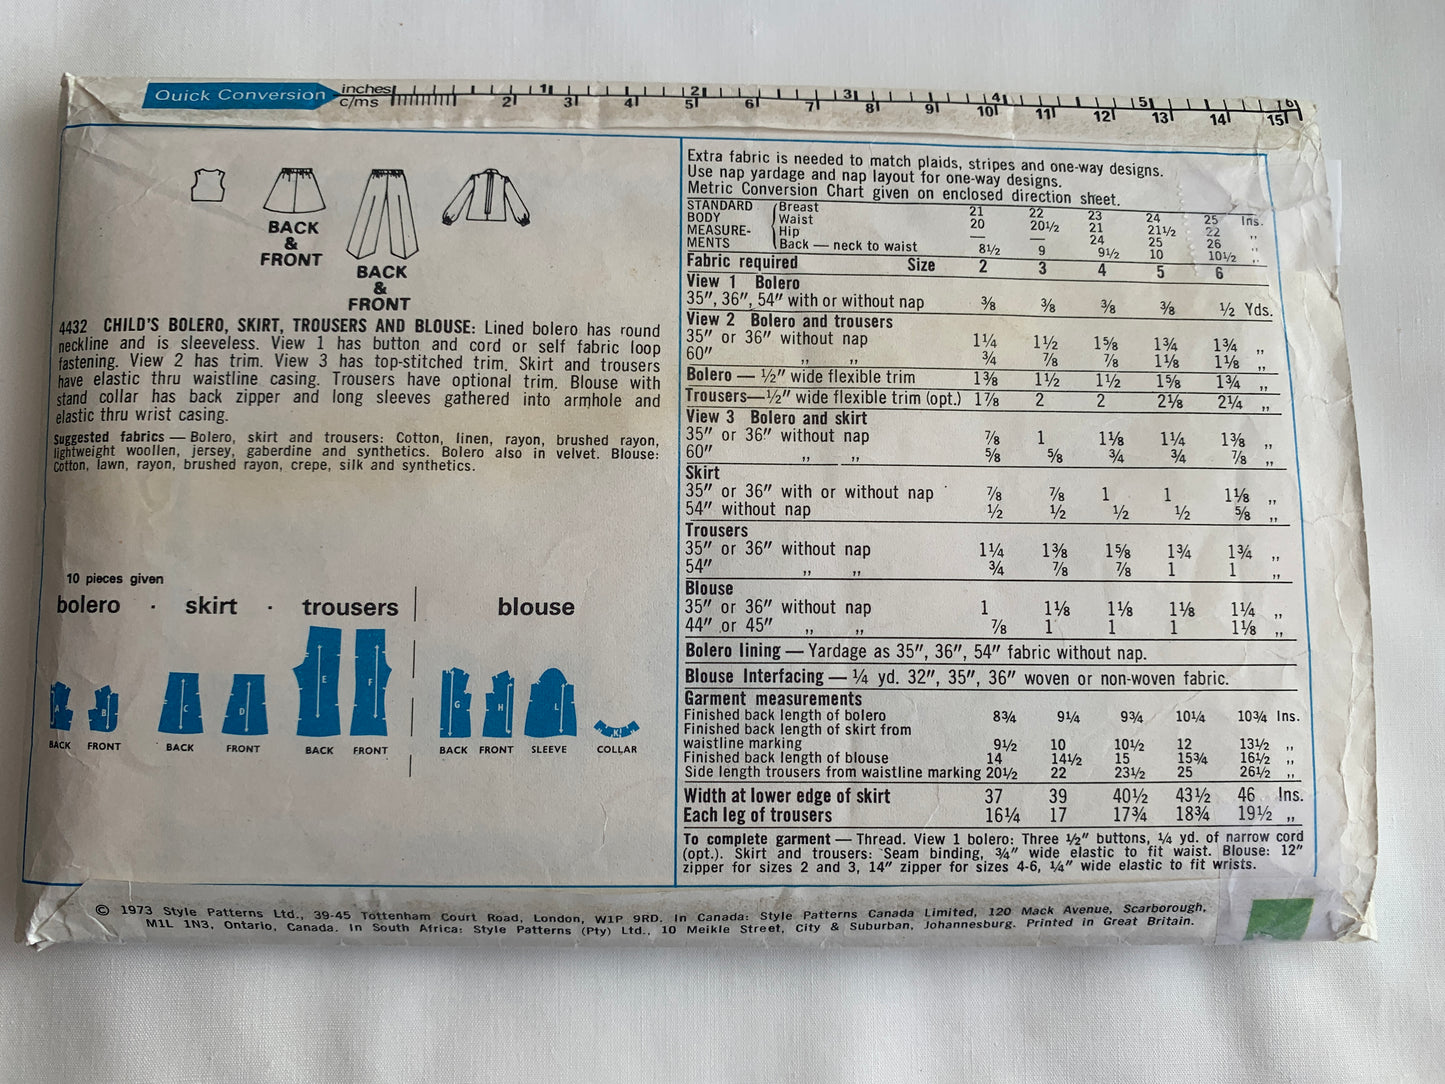 Quick Conversion
inches 1 2 3 4 5 6
c/ms 2 3 4 5 6 7 8 9 10 11 12 13 14 15
BACK
&
FRONT
BACK
&
FRONT
4432 CHILD'S BOLERO, SKIRT, TROUSERS AND BLOUSE: Lined bolero has round
neckline and is sleeveless. View 1 has button and cord or self fabric loop
fastening. View 2 has trim. View 3 has top-stitched trim. Skirt and trousers
have elastic thru waistline casing. Trousers have optional trim. Blouse with
stand collar has back zipper and long sleeves gathered into armhole and
elastic thru wrist casing.
Suggested fabrics — Bolero, skirt and trousers: Cotton, linen, rayon, brushed rayon,
lightweight woollen, jersey, gaberdine and synthetics. Bolero also in velvet. Blouse:
Cotton, lawn, rayon, brushed rayon, crepe, silk and synthetics.
10 pieces given
bolero · skirt · trousers blouse
A B C D E F G H L K
BACK FRONT BACK FRONT BACK FRONT BACK FRONT SLEEVE COLLAR
Extra fabric is needed to match plaids, stripes and one-way designs.
Use nap yardage and nap layout for one-way designs.
Metric Conversion Chart given on enclosed direction sheet.
STANDARD Breast 21 22 23 24 25 Ins.
BODY Waist 20 20½ 21 21½ 22 ,,
MEASURE- Hip — — 24 25 26 ,,
MENTS Back — neck to waist 8½ 9 9½ 10 10½ ,,
Fabric required Size 2 3 4 5 6
View 1 Bolero
35", 36", 54" with or without nap ⅜ ⅜ ⅜ ⅜ ½ Yds.
View 2 Bolero and trousers
35" or 36" without nap 1¼ 1½ 1⅝ 1¾ 1¾ ,,
60" ,, ,, ¾ ⅞ ⅞ 1⅛ 1⅛ ,,
Bolero — ½" wide flexible trim 1⅜ 1½ 1½ 1⅝ 1¾ ,,
Trousers—½" wide flexible trim (opt.) 1⅞ 2 2 2⅛ 2¼ ,,
View 3 Bolero and skirt
35" or 36" without nap ⅞ 1 1⅛ 1¼ 1⅜ ,,
60" ,, ,, ⅝ ⅝ ¾ ¾ ⅞ ,,
Skirt
35" or 36" with or without nap ⅞ ⅞ 1 1 1⅛ ,,
54" without nap ½ ½ ½ ½ ⅝ ,,
Trousers
35" or 36" without nap 1¼ 1⅜ 1⅝ 1¾ 1¾ ,,
54" ,, ,, ¾ ⅞ ⅞ 1 1 ,,
Blouse
35" or 36" without nap 1 1⅛ 1⅛ 1⅛ 1¼ ,,
44" or 45" ,, ,, ⅞ 1 1 1 1⅛ ,,
Bolero lining — Yardage as 35", 36", 54" fabric without nap.
Blouse Interfacing — ¼ yd. 32", 35", 36" woven or non-woven fabric.
Garment measurements
Finished back length of bolero 8¾ 9¼ 9¾ 10¼ 10¾ Ins.
Finished back length of skirt from
waistline marking 9½ 10 10½ 12 13½ ,,
Finished back length of blouse 14 14½ 15 15¾ 16½ ,,
Side length trousers from waistline marking 20½ 22 23½ 25 26½ ,,
Width at lower edge of skirt 37 39 40½ 43½ 46 Ins.
Each leg of trousers 16¼ 17 17¾ 18¾ 19½ ,,
To complete garment — Thread. View 1 bolero: Three ½" buttons, ¼ yd. of narrow cord
(opt.). Skirt and trousers: Seam binding, ¾" wide elastic to fit waist. Blouse: 12"
zipper for sizes 2 and 3, 14" zipper for sizes 4-6, ¼" wide elastic to fit wrists.
© 1973 Style Patterns Ltd., 39-45 Tottenham Court Road, London, W1P 9RD. In Canada: Style Patterns Canada Limited, 120 Mack Avenue, Scarborough,
M1L 1N3, Ontario, Canada. In South Africa: Style Patterns (Pty) Ltd., 10 Meikle Street, City & Suburban, Johannesburg. Printed in Great Britain.